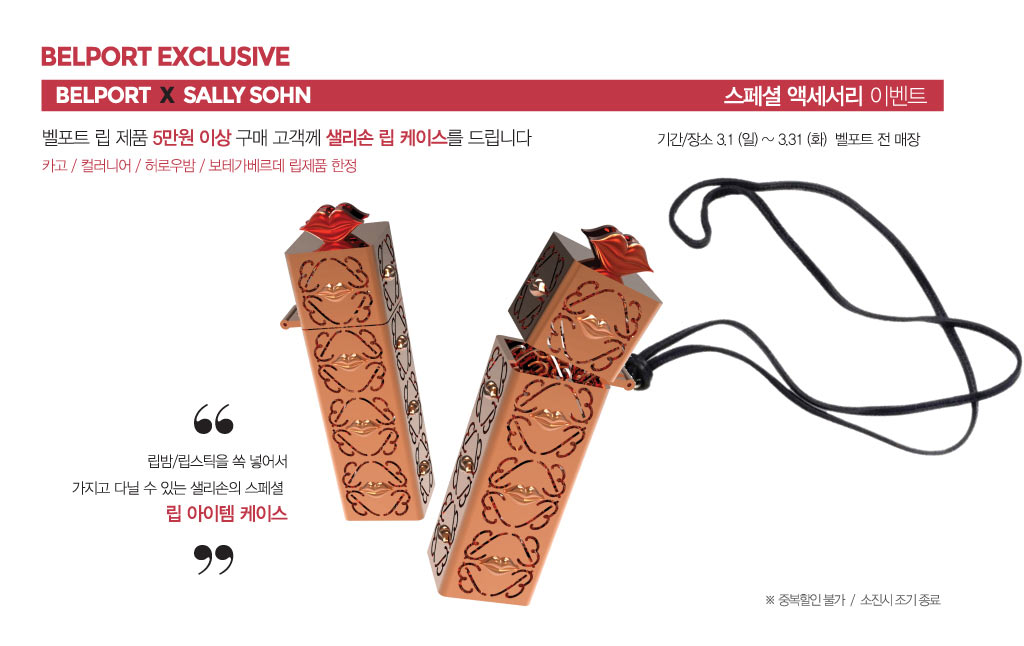 BELPORT EXCLUSIVE
BELPORT X SALLY SOHN
스페셜 액세서리 이벤트
벨포트 립 제품 5만원 이상 구매 고객께 샐리손 립 케이스를 드립니다
기간/장소 3.1 (일) ~ 3.31 (화) 벨포트 전 매장
카고 / 컬러니어 / 허로우밤 / 보테가베르데 립제품 한정
“
립밤/립스틱을 쏙 넣어서
가지고 다닐 수 있는 샐리손의 스페셜
립 아이템 케이스
”
※ 중복할인 불가 / 소진시 조기 종료